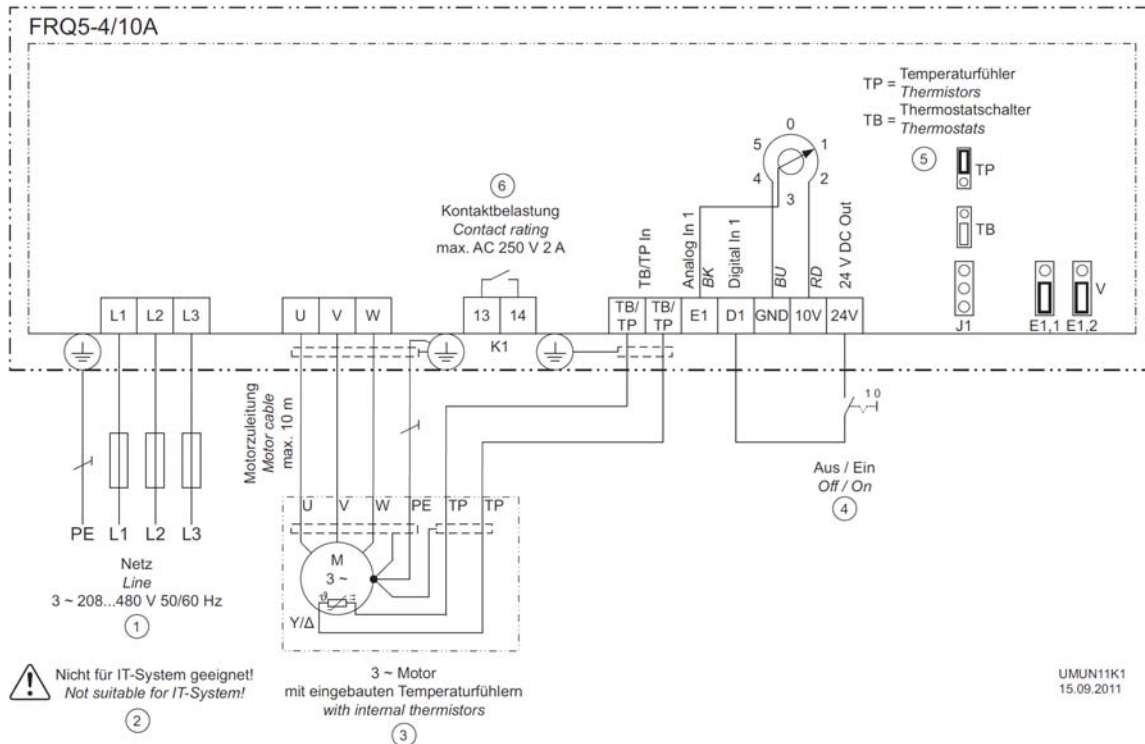 FRQ5-4/10A
TP = Temperaturfühler
Thermistors
TB = Thermostatschalter
Thermostats
5
TP
TB
J1
E1,1 E1,2
V
0
1
2
3
4
5
6
Kontaktbelastung
Contact rating
max. AC 250 V 2 A
TB/TP In
Analog In 1
BK
Digital In 1
BU
RD
24 V DC Out
L1 L2 L3
U V W
13 14
K1
TB/TP TB/TP E1 D1 GND 10V 24V
Motorzuleitung
Motor cable
max. 10 m
1 0
Aus / Ein
Off / On
4
PE L1 L2 L3
Netz
Line
3 ~ 208...480 V 50/60 Hz
1
U V W PE TP TP
M
3 ~
ϑ
Y/Δ
Nicht für IT-System geeignet!
Not suitable for IT-System!
2
3 ~ Motor
mit eingebauten Temperaturfühlern
with internal thermistors
3
UMUN11K1
15.09.2011